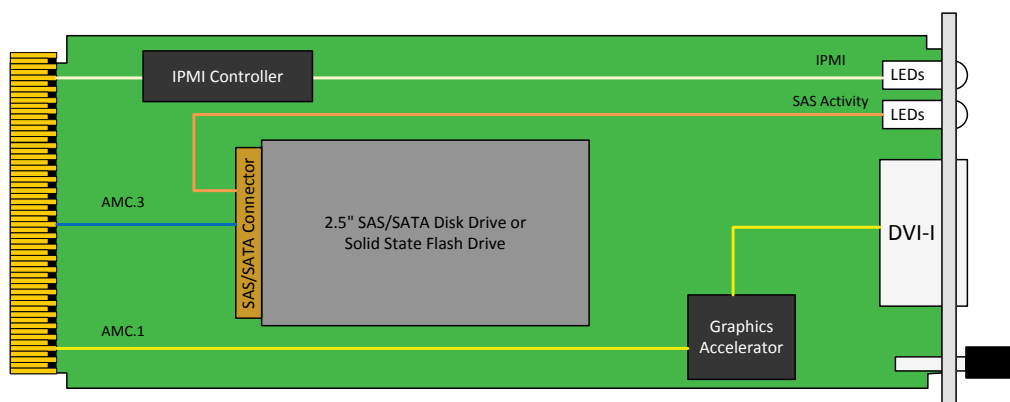 IPMI Controller
IPMI
LEDs
SAS Activity
LEDs
AMC.3
SAS/SATA Connector
2.5" SAS/SATA Disk Drive or
Solid State Flash Drive
DVI-I
AMC.1
Graphics
Accelerator